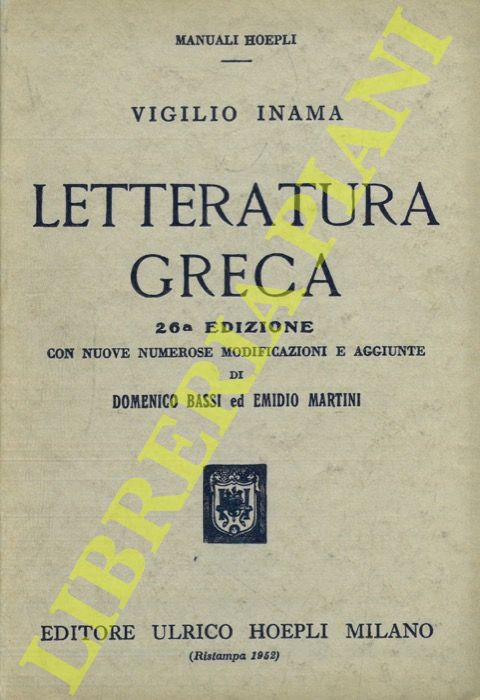 MANUALI HOEPLI
VIGILIO INAMA
LETTERATURA
GRECA
26a EDIZIONE
CON NUOVE NUMEROSE MODIFICAZIONI E AGGIUNTE
DI
DOMENICO BASSI ed EMIDIO MARTINI
EDITORE ULRICO HOEPLI MILANO
(Ristampa 1952)
LIBRERIA PIANI